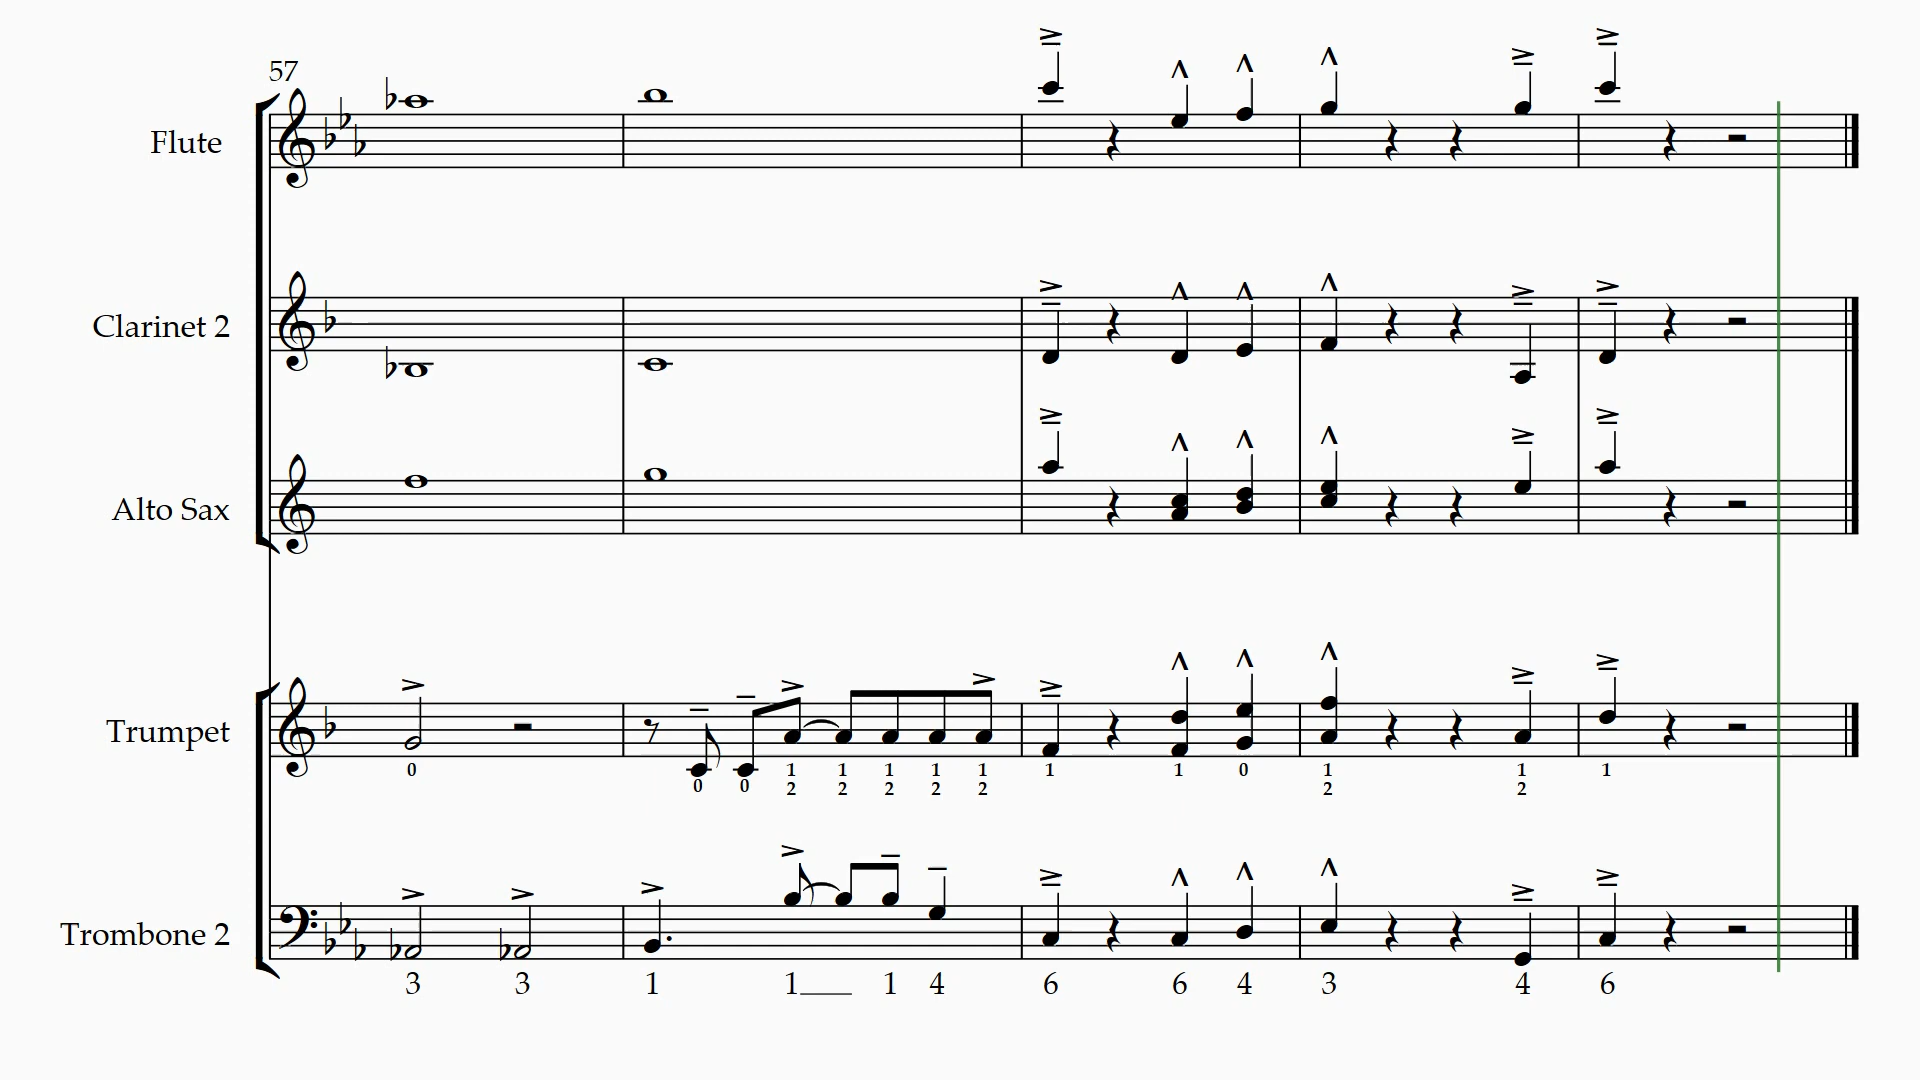 57
Flute
Clarinet 2
Alto Sax
Trumpet
0 0 0 1 1 1 1 1 1 1 0 1 1 1
2 2 2 2 2 2 2
Trombone 2
3 3 1 1 1 4 6 6 4 3 4 6